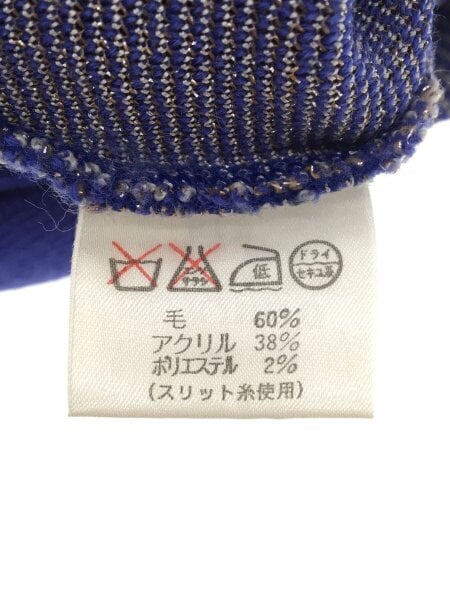 エンソ サラシ 低 ドライ セキユ系
毛 60%
アクリル 38%
ポリエステル 2%
(スリット糸使用)